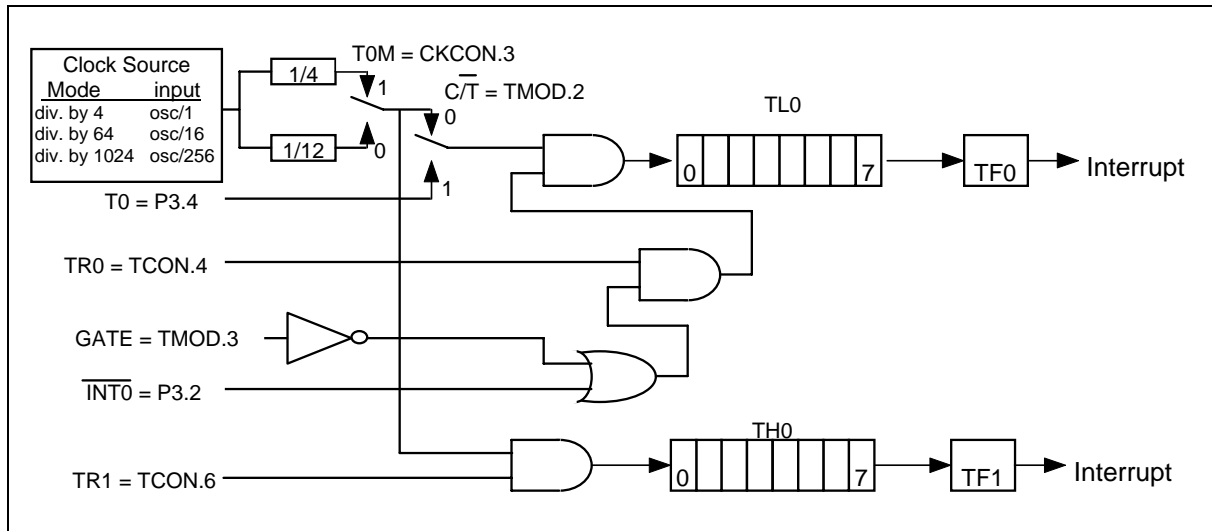 Clock Source
Mode input
div. by 4 osc/1
div. by 64 osc/16
div. by 1024 osc/256
1/4
1/12
T0M = CKCON.3
1
0
C/T̅ = TMOD.2
0
1
T0 = P3.4
TL0
0 7
TF0
Interrupt
TR0 = TCON.4
GATE = TMOD.3
I̅N̅T̅0̅ = P3.2
TH0
0 7
TF1
Interrupt
TR1 = TCON.6